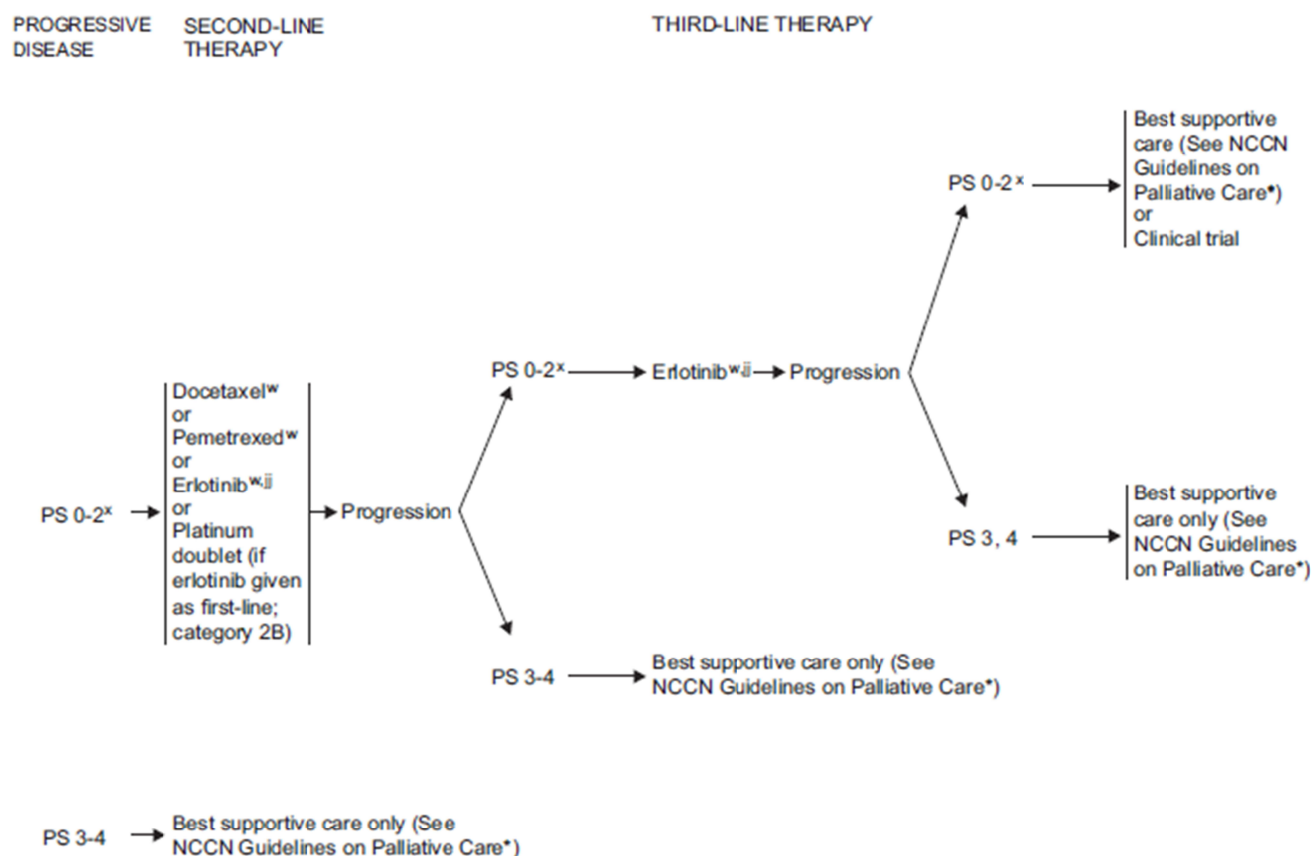 PROGRESSIVE
DISEASE
SECOND-LINE
THERAPY
THIRD-LINE THERAPY
PS 0-2ˣ
Docetaxelʷ
or
Pemetrexedʷ
or
Erlotinibʷ,ʲʲ
or
Platinum
doublet (if
erlotinib given
as first-line;
category 2B)
Progression
PS 0-2ˣ
Erlotinibʷ,ʲʲ
Progression
PS 0-2ˣ
Best supportive
care (See NCCN
Guidelines on
Palliative Care*)
or
Clinical trial
PS 3, 4
Best supportive
care only (See
NCCN Guidelines
on Palliative Care*)
PS 3-4
Best supportive care only (See
NCCN Guidelines on Palliative Care*)
PS 3-4
Best supportive care only (See
NCCN Guidelines on Palliative Care*)